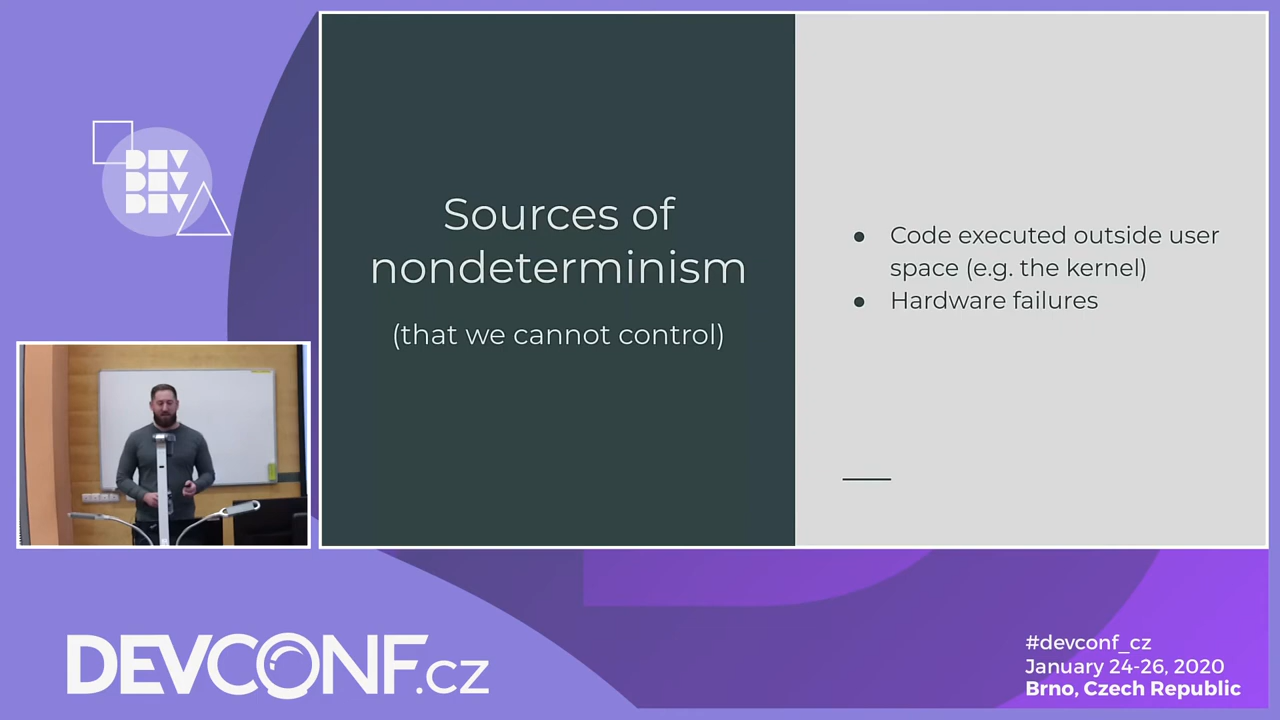 DEV
DEV
DEV
Sources of
nondeterminism
(that we cannot control)
● Code executed outside user
space (e.g. the kernel)
● Hardware failures
DEVCONF.cz
#devconf_cz
January 24-26, 2020
Brno, Czech Republic